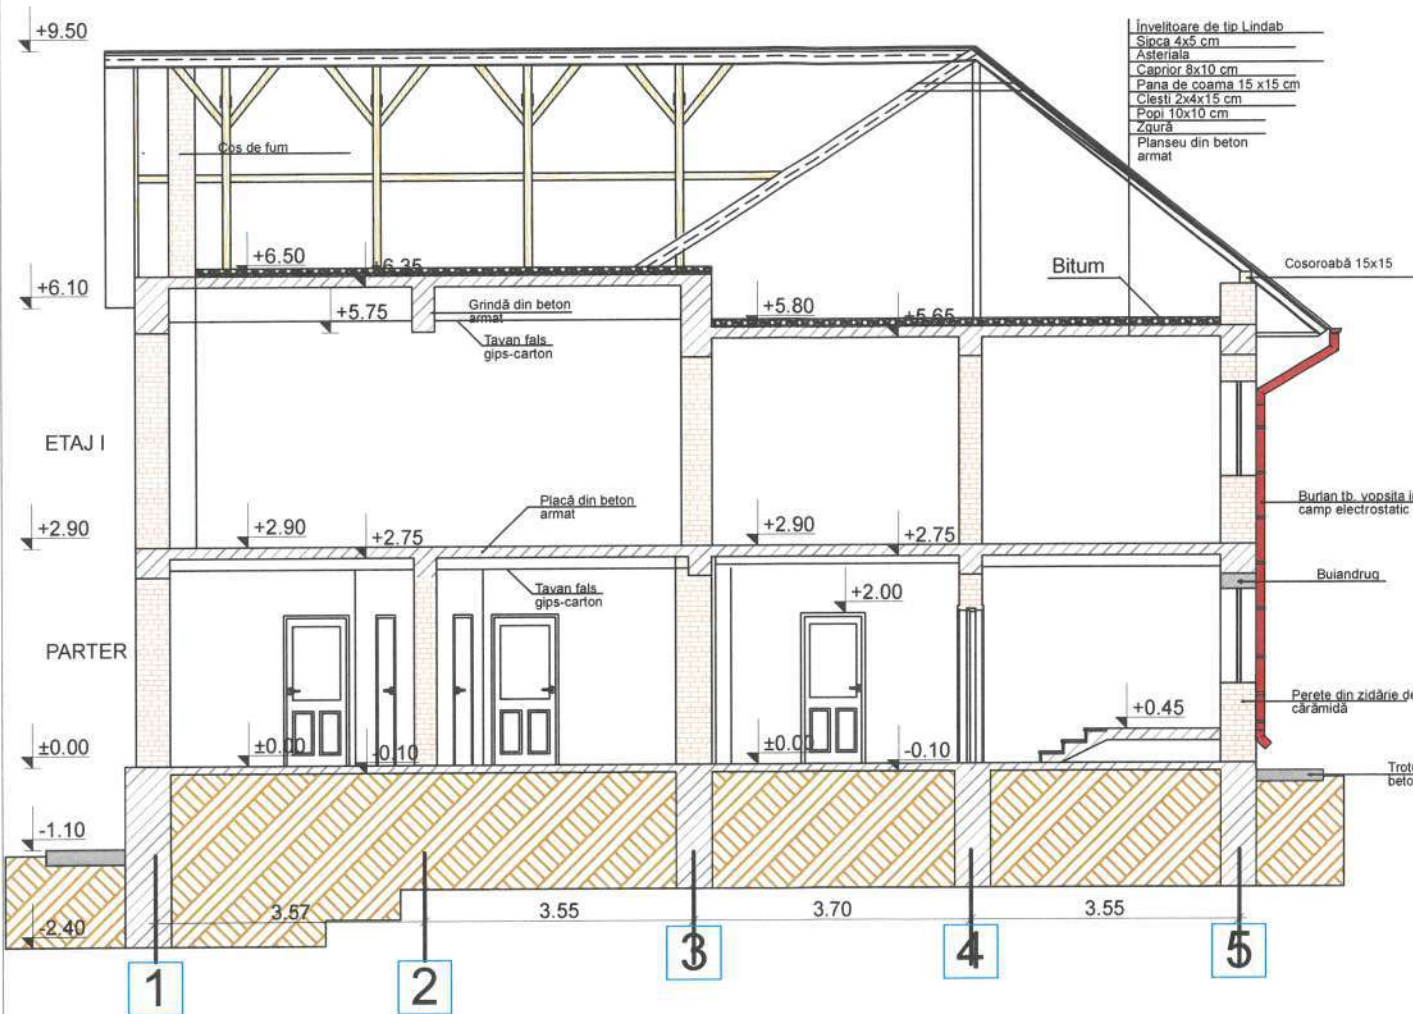 +9.50
Învelitoare de tip Lindab
Sipca 4x5 cm
Asteriala
Caprior 8x10 cm
Pana de coama 15 x15 cm
Clesti 2x4x15 cm
Popi 10x10 cm
Zgură
Planseu din beton
armat
Cos de fum
+6.50
+6.35
Bitum
Cosoroabă 15x15
+6.10
+5.75
Grindă din beton
armat
+5.80
+5.65
Tavan fals
gips-carton
ETAJ I
Placă din beton
armat
Burlan tb. vopsita
camp electrostatic
+2.90
+2.90
+2.75
+2.90
+2.75
Tavan fals
gips-carton
Buiandrug
+2.00
PARTER
Perete din zidărie
cărămidă
+0.45
±0.00
±0.00
-0.10
±0.00
-0.10
-1.10
3.57
3.55
3.70
3.55
-2.40
1
2
3
4
5